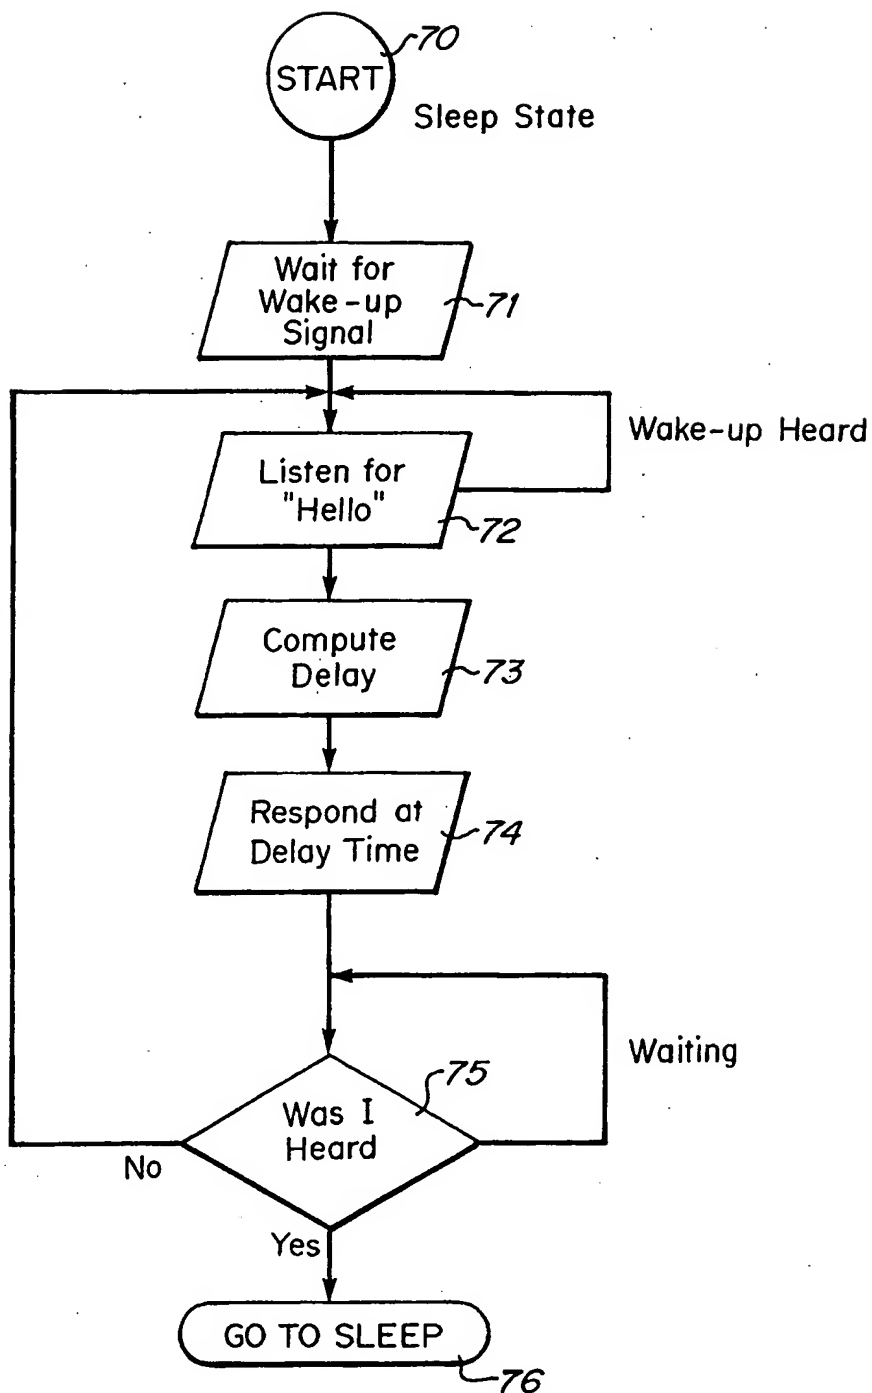 70
START
Sleep State
Wait for
Wake-up
Signal
71
Wake-up Heard
Listen for
"Hello"
72
Compute
Delay
73
Respond at
Delay Time
74
Waiting
75
Was I
Heard
No
Yes
GO TO SLEEP
76